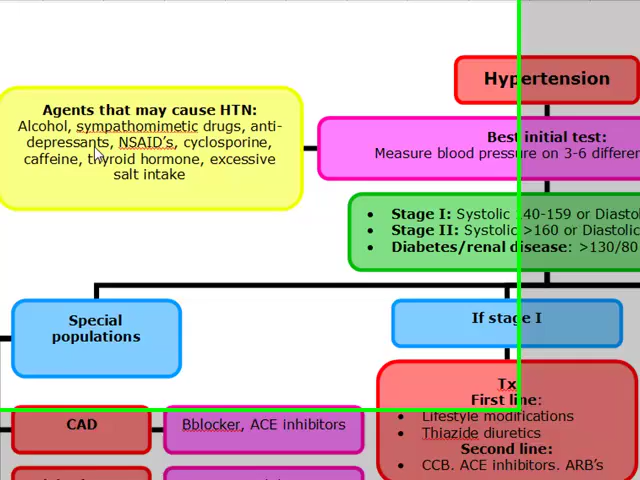 Hypertension
Agents that may cause HTN:
Alcohol, sympathomimetic drugs, anti-
depressants, NSAID's, cyclosporine,
caffeine, thyroid hormone, excessive
salt intake
Best initial test:
Measure blood pressure on 3-6 differen
• Stage I: Systolic 140-159 or Diastol
• Stage II: Systolic >160 or Diastolic
• Diabetes/renal disease: >130/80
Special
populations
If stage I
Tx
First line:
• Lifestyle modifications
• Thiazide diuretics
Second line:
• CCB. ACE inhibitors. ARB's
CAD
Bblocker, ACE inhibitors